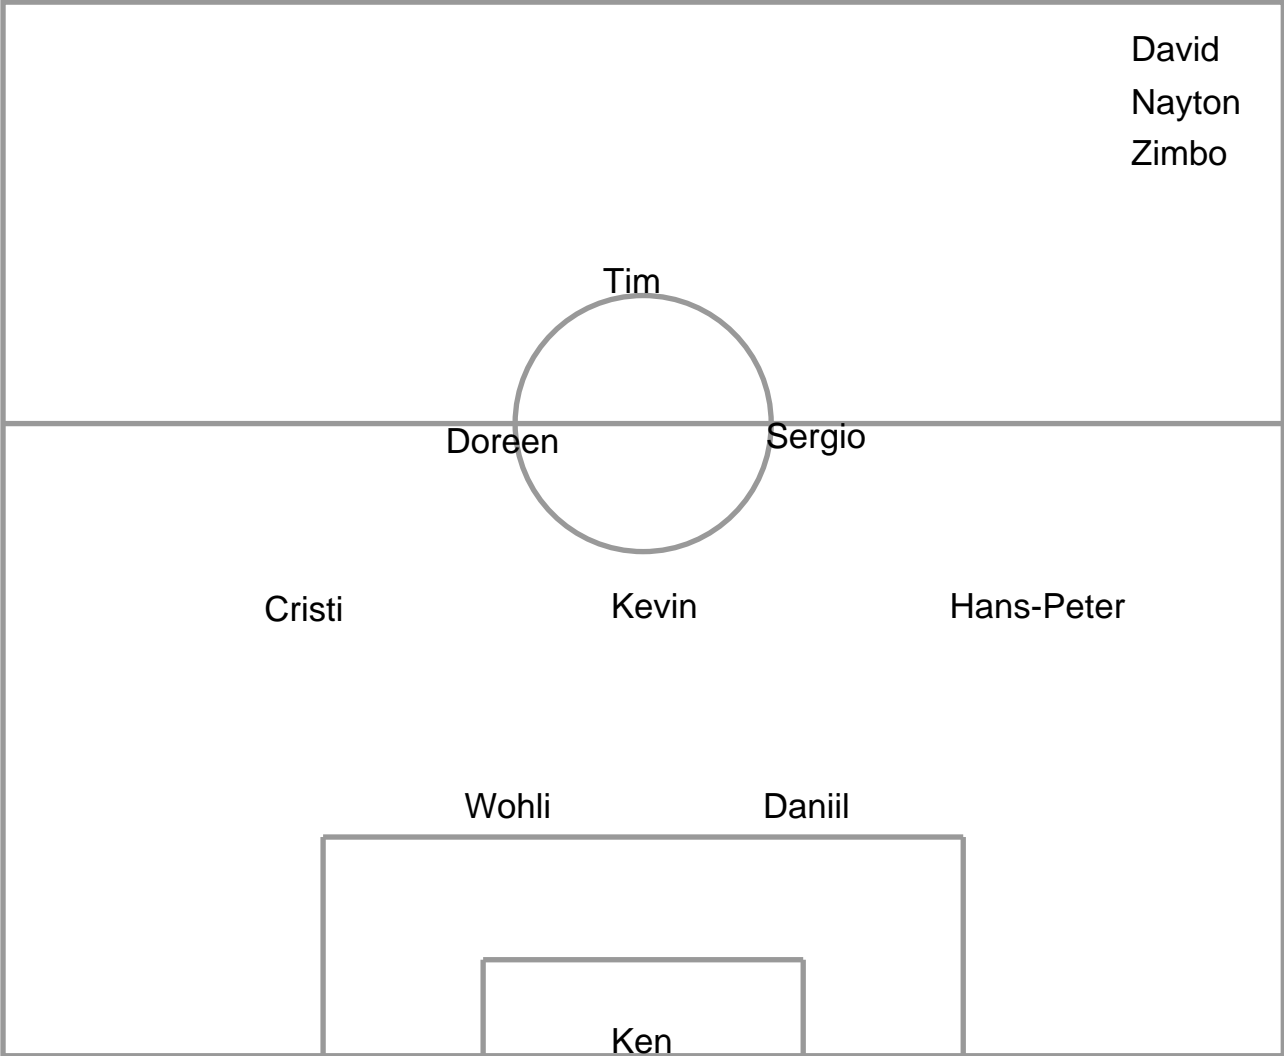 David
Nayton
Zimbo
Tim
Doreen
Sergio
Cristi
Kevin
Hans-Peter
Wohli
Daniil
Ken